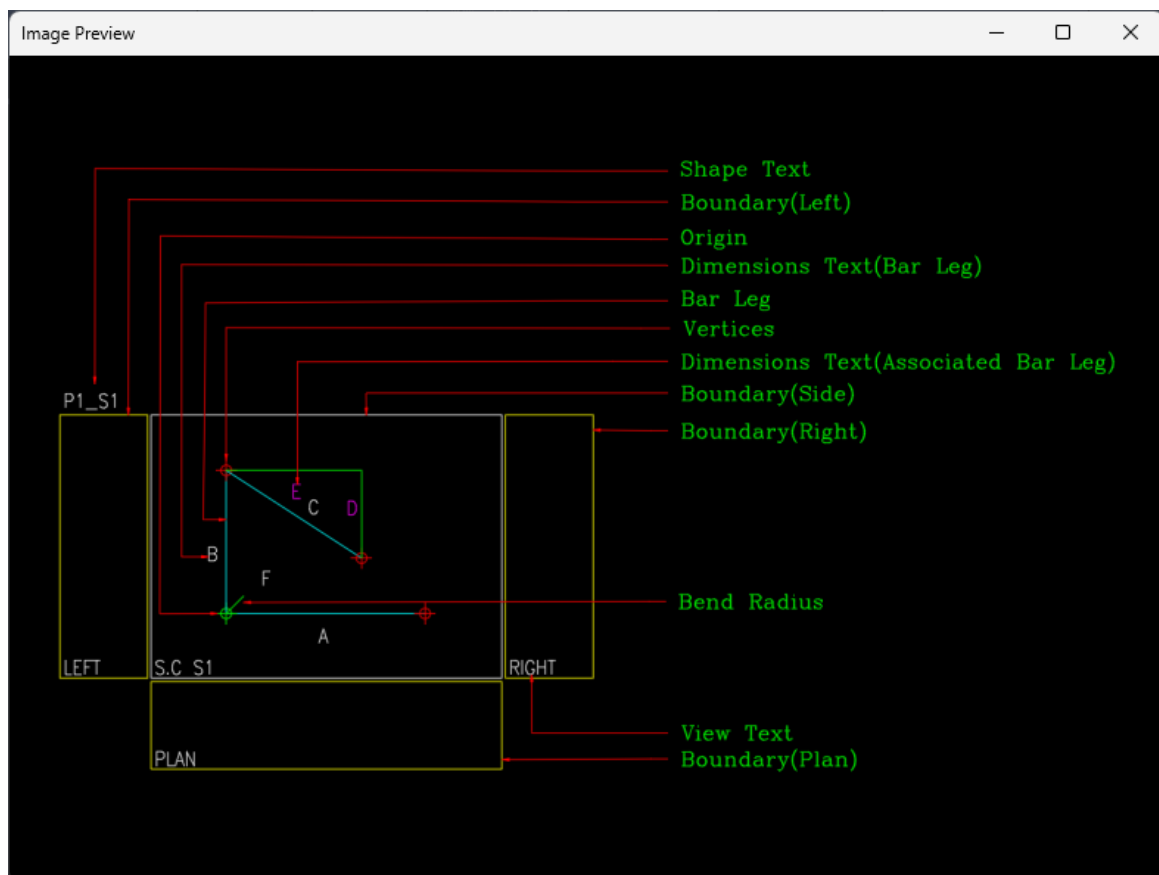 Image Preview
Shape Text
Boundary(Left)
Origin
Dimensions Text(Bar Leg)
Bar Leg
Vertices
Dimensions Text(Associated Bar Leg)
Boundary(Side)
P1_S1
Boundary(Right)
E
C
D
B
F
Bend Radius
A
LEFT
S.C S1
RIGHT
View Text
PLAN
Boundary(Plan)